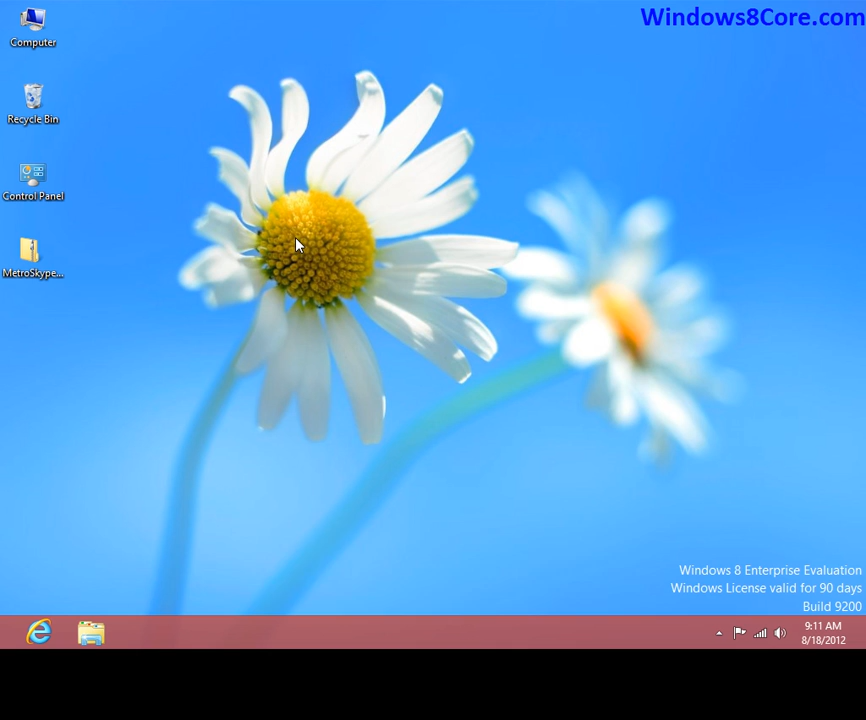 Windows8Core.com
Computer
Recycle Bin
Control Panel
MetroSkype...
Windows 8 Enterprise Evaluation
Windows License valid for 90 days
Build 9200
9:11 AM
8/18/2012